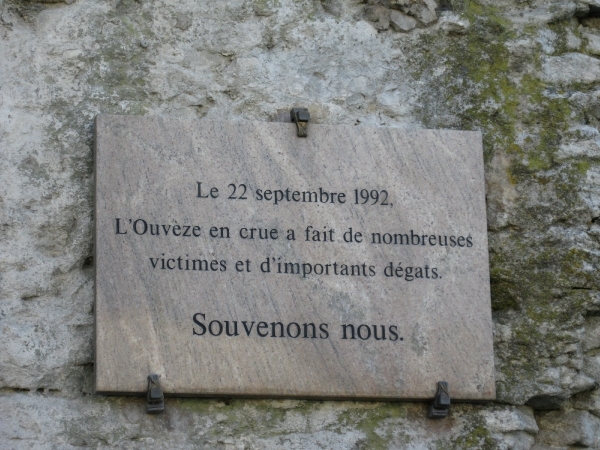 Le 22 septembre 1992,
L'Ouvèze en crue a fait de nombreuses
victimes et d'importants dégats.
Souvenons nous.